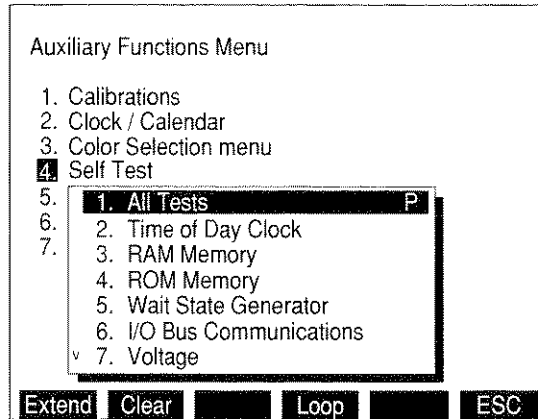 Auxiliary Functions Menu
1. Calibrations
2. Clock / Calendar
3. Color Selection menu
4. Self Test
5.
6.
7.
1. All Tests P
2. Time of Day Clock
3. RAM Memory
4. ROM Memory
5. Wait State Generator
6. I/O Bus Communications
v 7. Voltage
Extend Clear Loop ESC